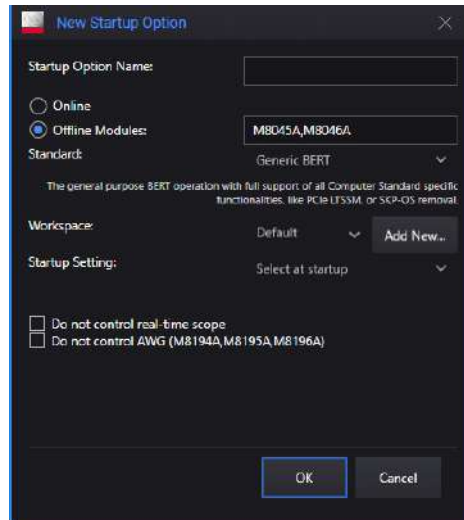 New Startup Option
Startup Option Name:
Online
Offline Modules:
M8045A,M8046A
Standard:
Generic BERT
The general purpose BERT operation with full support of all Computer Standard specific
functionalities, like PCIe LTSSM, or SKP-OS removal.
Workspace:
Default
Add New...
Startup Setting:
Select at startup
Do not control real-time scope
Do not control AWG (M8194A,M8195A,M8196A)
OK
Cancel